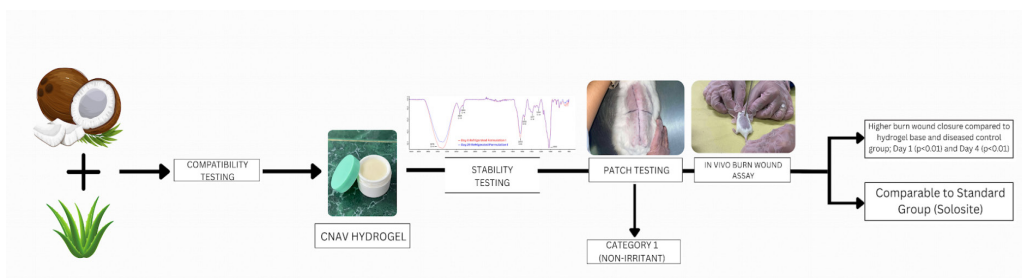 COMPATIBILITY
TESTING
CNAV HYDROGEL
STABILITY
TESTING
PATCH TESTING
CATEGORY 1
(NON-IRRITANT)
IN VIVO BURN WOUND
ASSAY
Higher burn wound closure compared to
hydrogel base and diseased control
group; Day 1 (p<0.01) and Day 4 (p<0.01)
Comparable to Standard
Group (Solosite)